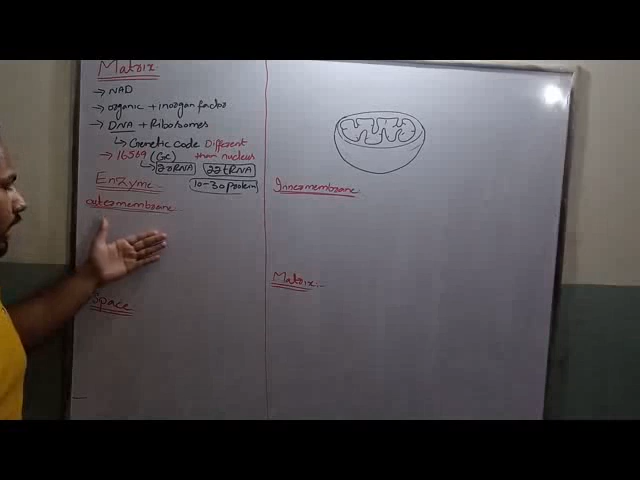 Matrix
→ NAD
→ organic + inorgan factor
→ DNA + Ribosomes
↳ Genetic code Different
→ 16569 (GC) than nucleus
↳ 2rRNA 22tRNA
Enzyme 10-30 protein
outermembrane
Space
Innermembrane
Matrix